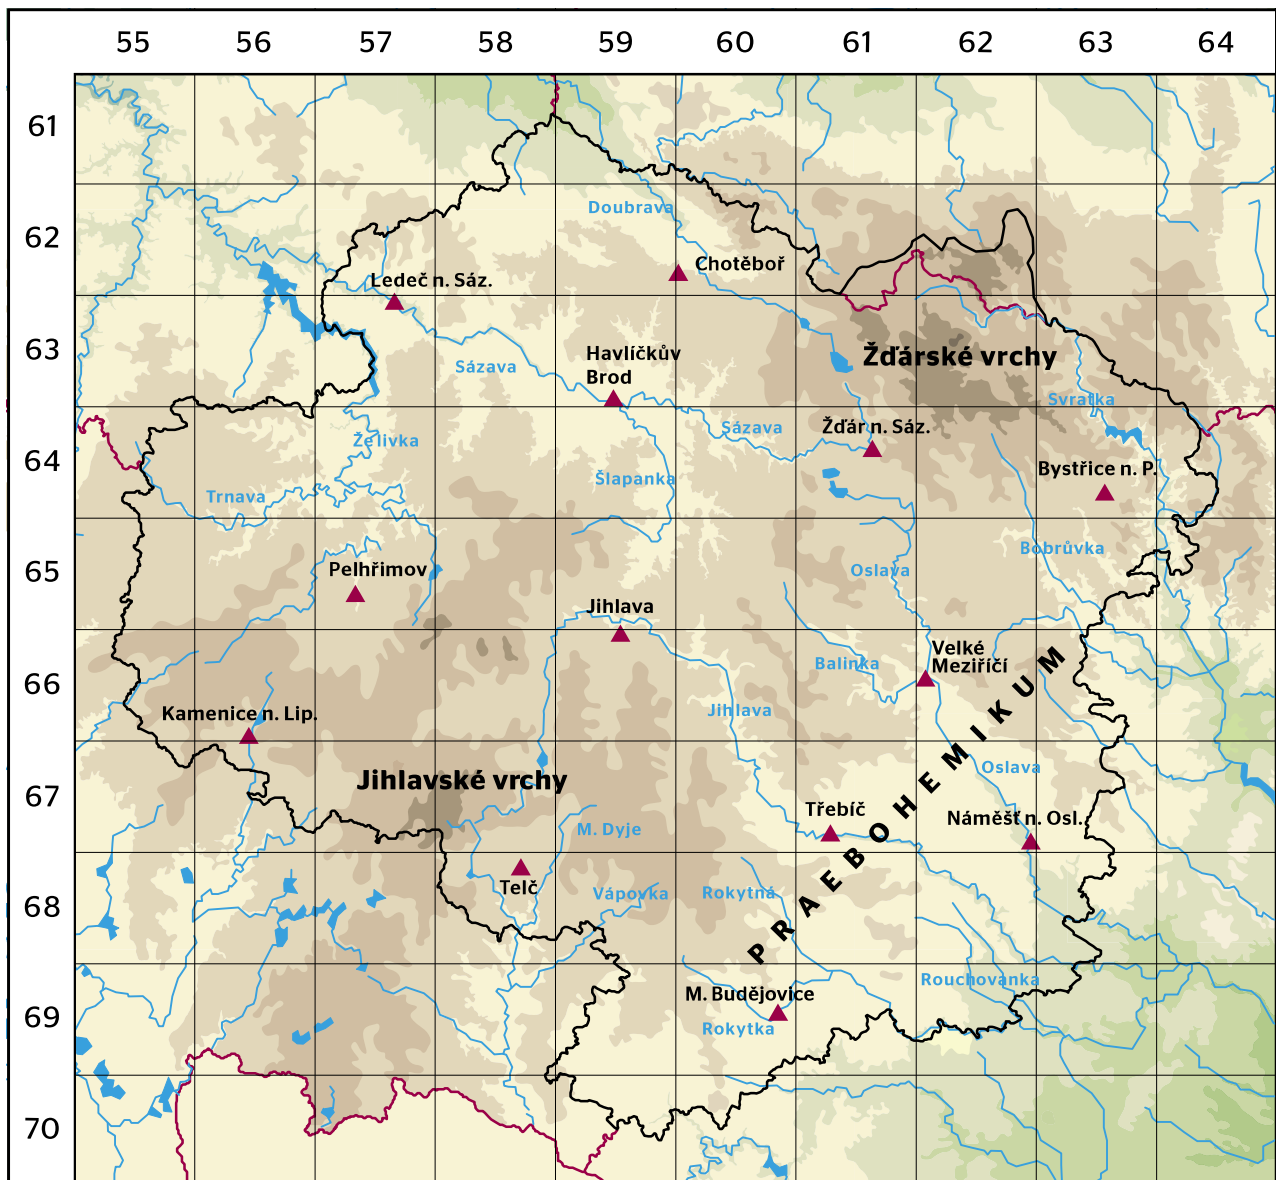 55 56 57 58 59 60 61 62 63 64
61
62
Doubrava
Chotěboř
Ledeč n. Sáz.
63
Havlíčkův
Brod
Žďárské vrchy
Sázava
Svratka
64
Želivka
Sázava
Žďár n. Sáz.
Bystřice n. P.
Šlapanka
Trnava
65
Pelhřimov
Oslava
Bobrůvka
Jihlava
66
Velké
Meziříčí
Balinka
Kamenice n. Lip.
Jihlava
67
Jihlavské vrchy
Oslava
Třebíč
Náměšť n. Osl.
M. Dyje
PRAEBOHEMIKUM
68
Telč
Vápovka
Rokytná
69
Rouchovanka
M. Budějovice
Rokytka
70